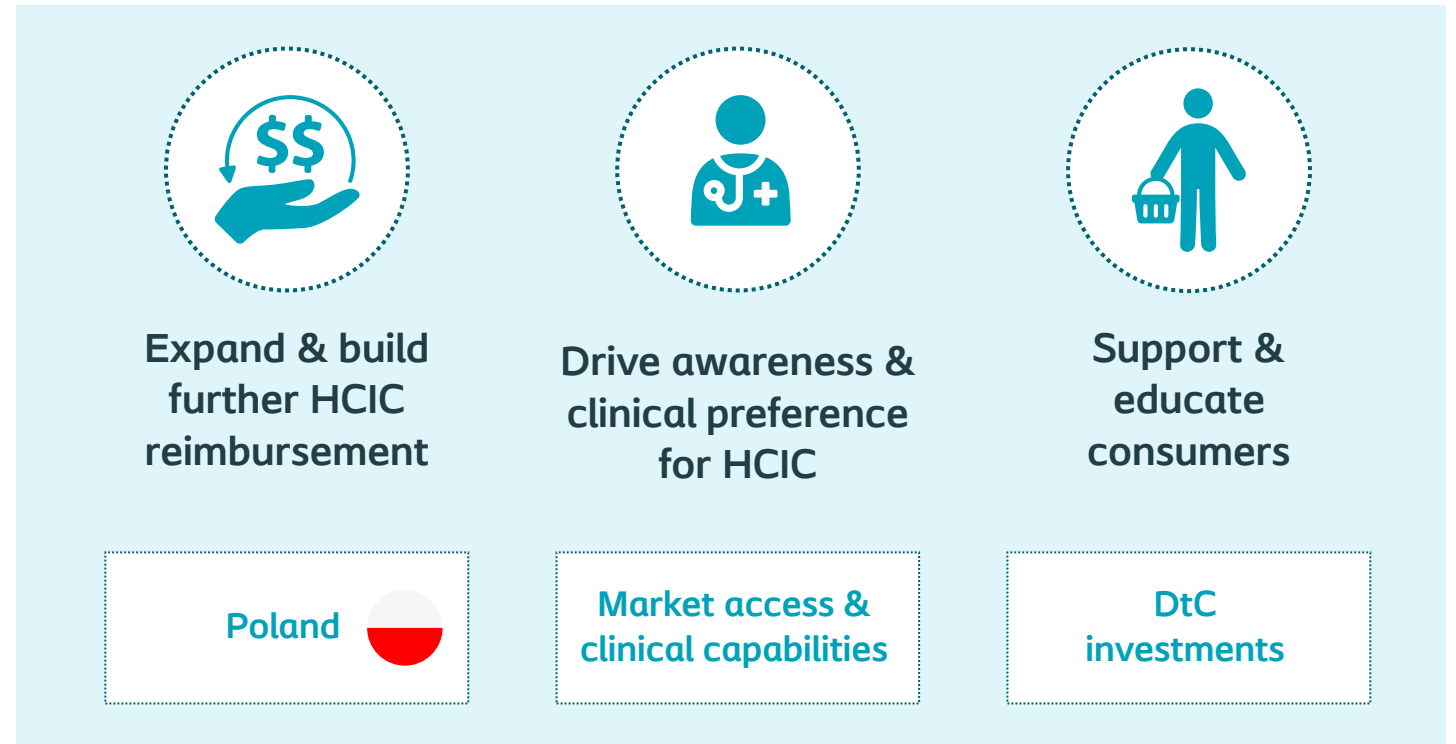 $$
Expand & build
further HCIC
reimbursement
Drive awareness &
clinical preference
for HCIC
Support &
educate
consumers
Poland
Market access &
clinical capabilities
DtC
investments